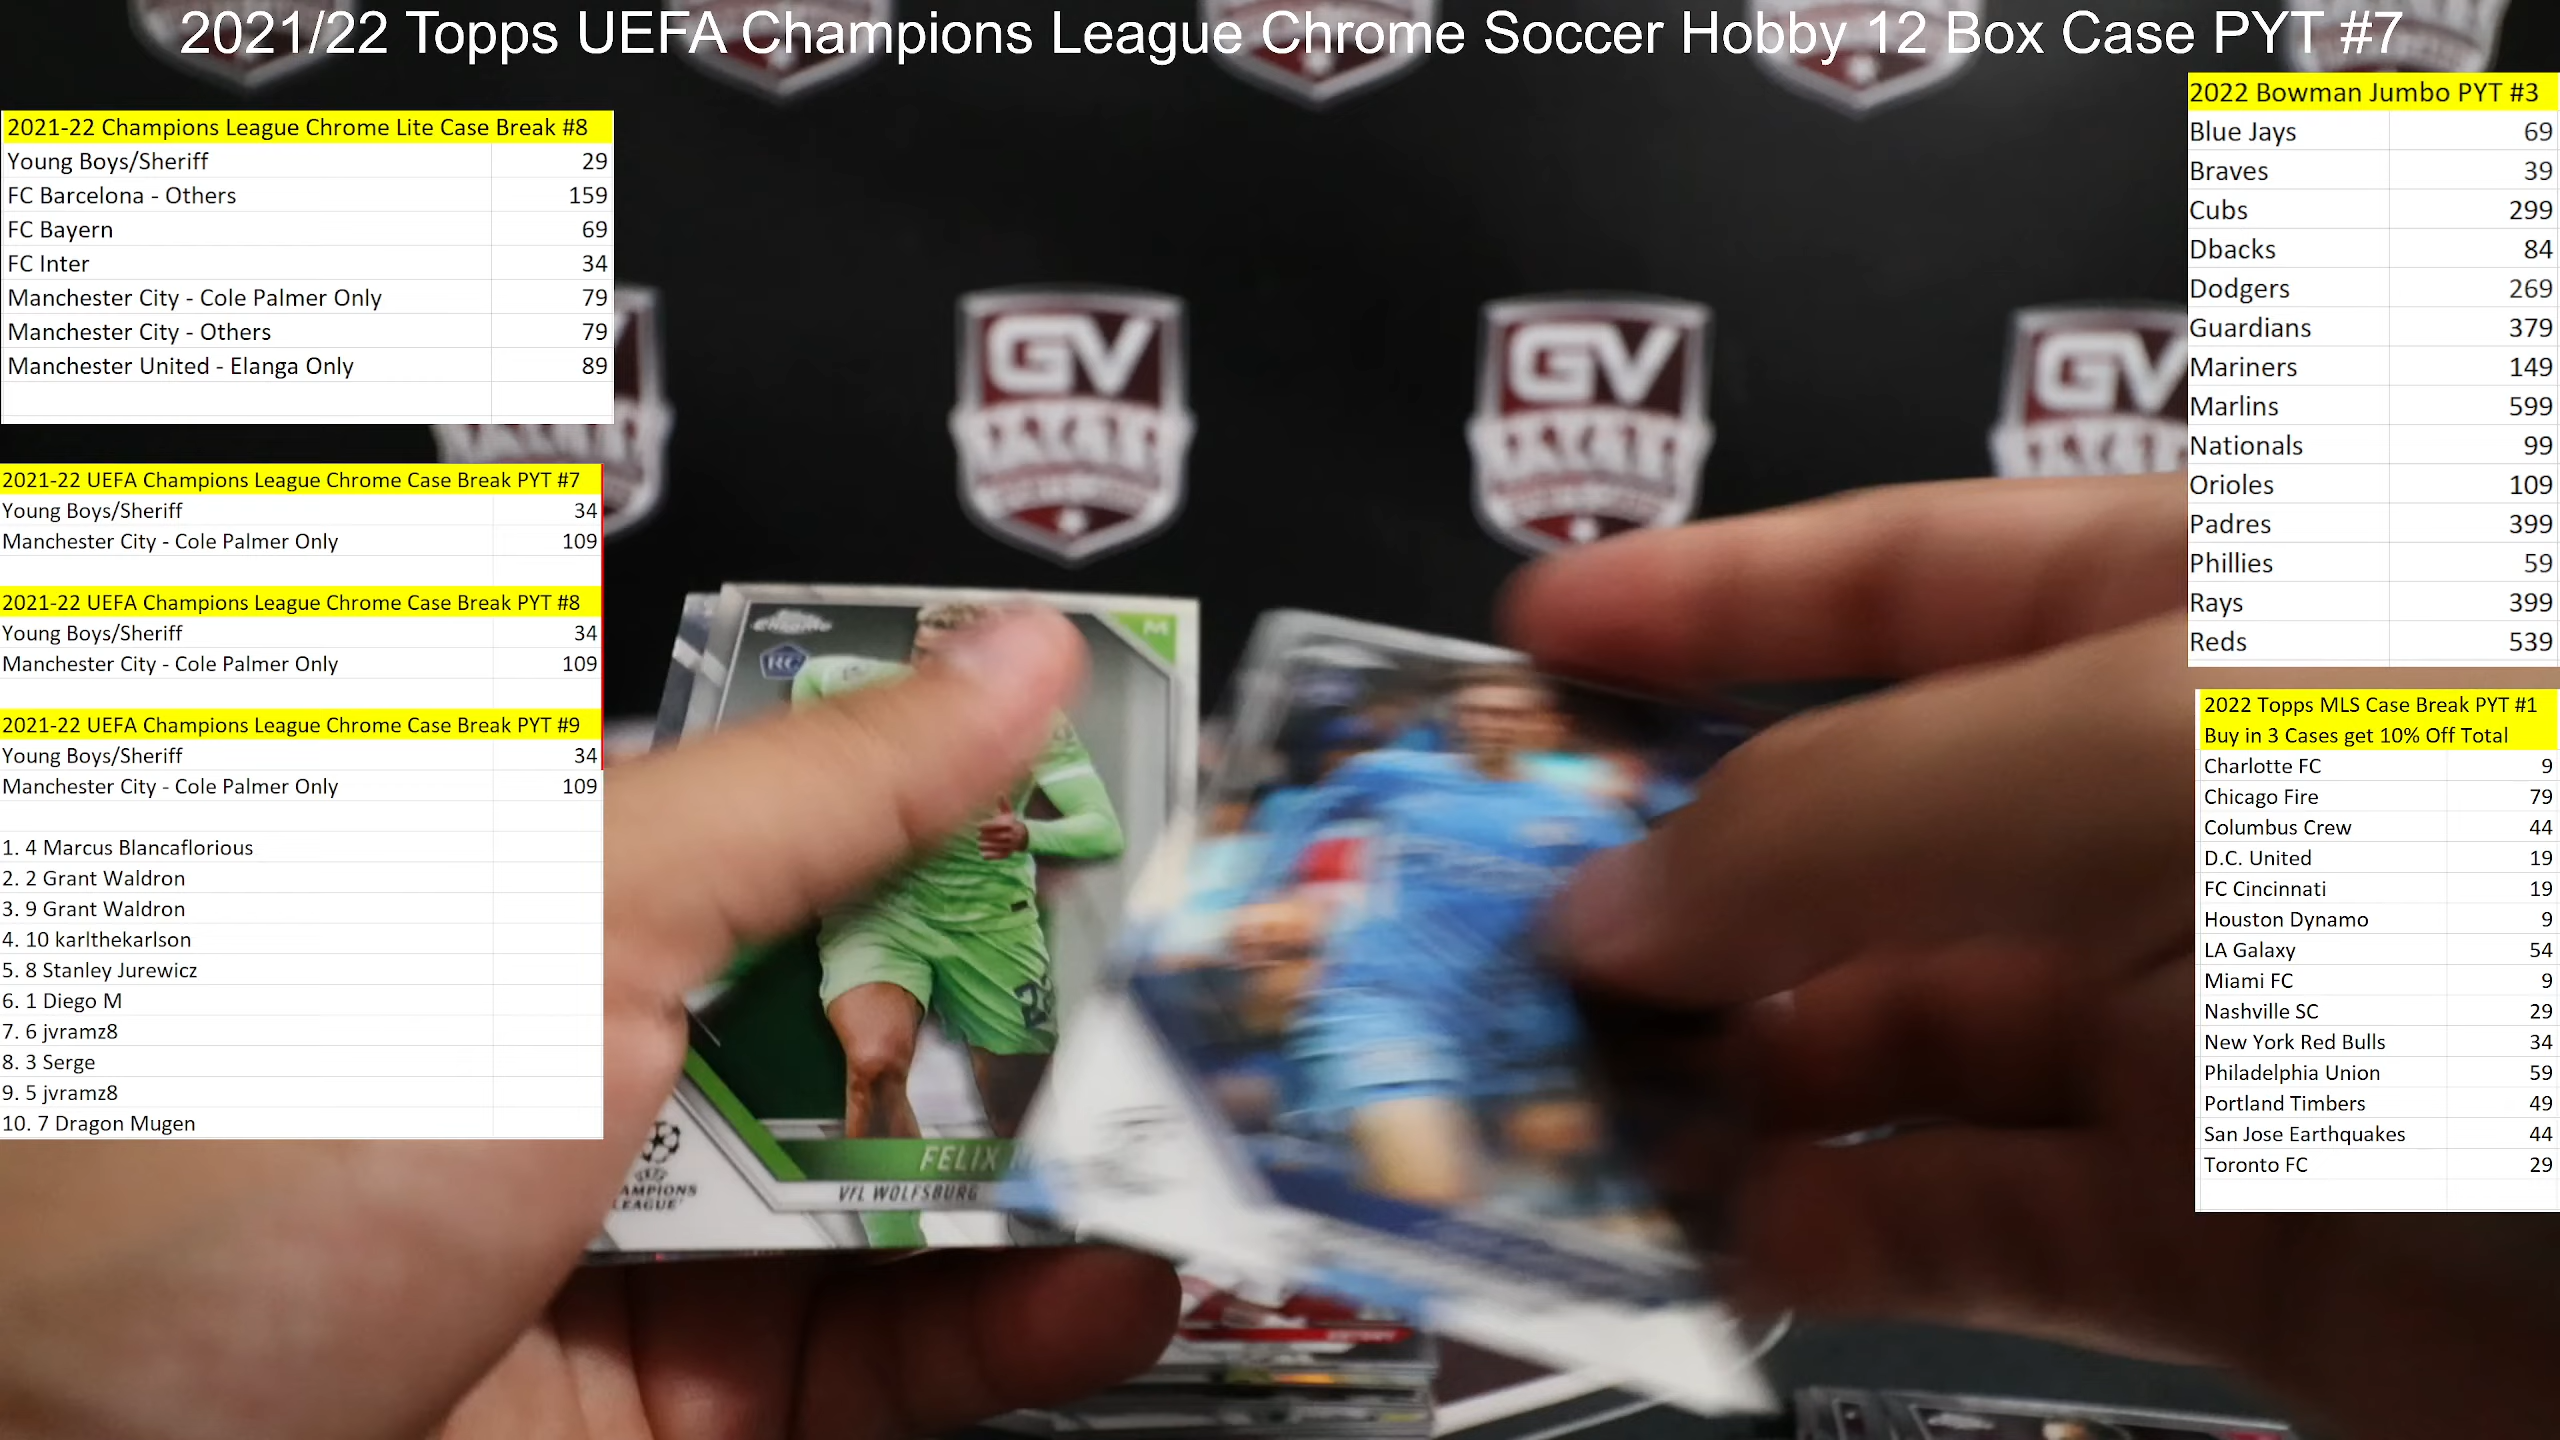 2021/22 Topps UEFA Champions League Chrome Soccer Hobby 12 Box Case PYT #7
2021-22 Champions League Chrome Lite Case Break #8
Young Boys/Sheriff 29
FC Barcelona - Others 159
FC Bayern 69
FC Inter 34
Manchester City - Cole Palmer Only 79
Manchester City - Others 79
Manchester United - Elanga Only 89
2021-22 UEFA Champions League Chrome Case Break PYT #7
Young Boys/Sheriff 34
Manchester City - Cole Palmer Only 109
2021-22 UEFA Champions League Chrome Case Break PYT #8
Young Boys/Sheriff 34
Manchester City - Cole Palmer Only 109
2021-22 UEFA Champions League Chrome Case Break PYT #9
Young Boys/Sheriff 34
Manchester City - Cole Palmer Only 109
1. 4 Marcus Blancaflorious
2. 2 Grant Waldron
3. 9 Grant Waldron
4. 10 karlthekarlson
5. 8 Stanley Jurewicz
6. 1 Diego M
7. 6 jvramz8
8. 3 Serge
9. 5 jvramz8
10. 7 Dragon Mugen
2022 Bowman Jumbo PYT #3
Blue Jays 69
Braves 39
Cubs 299
Dbacks 84
Dodgers 269
Guardians 379
Mariners 149
Marlins 599
Nationals 99
Orioles 109
Padres 399
Phillies 59
Rays 399
Reds 539
2022 Topps MLS Case Break PYT #1
Buy in 3 Cases get 10% Off Total
Charlotte FC 9
Chicago Fire 79
Columbus Crew 44
D.C. United 19
FC Cincinnati 19
Houston Dynamo 9
LA Galaxy 54
Miami FC 9
Nashville SC 29
New York Red Bulls 34
Philadelphia Union 59
Portland Timbers 49
San Jose Earthquakes 44
Toronto FC 29
GV
GV
GV
Chrome
RC
M
FELIX
VFL WOLFSBURG
LEAGUE